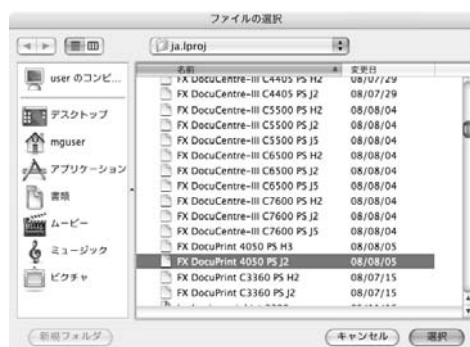 ファイルの選択
ja.lproj
user のコンピ...
デスクトップ
mguser
アプリケーション
書類
ムービー
ミュージック
ピクチャ
名前 変更日
FX DocuCentre-III C4405 PS H2 08/07/29
FX DocuCentre-III C4405 PS J2 08/07/29
FX DocuCentre-III C5500 PS H2 08/08/04
FX DocuCentre-III C5500 PS J2 08/08/04
FX DocuCentre-III C5500 PS J5 08/08/04
FX DocuCentre-III C6500 PS H2 08/08/04
FX DocuCentre-III C6500 PS J2 08/08/04
FX DocuCentre-III C6500 PS J5 08/08/04
FX DocuCentre-III C7600 PS H2 08/08/04
FX DocuCentre-III C7600 PS J2 08/08/04
FX DocuCentre-III C7600 PS J5 08/08/04
FX DocuPrint 4050 PS H3 08/08/05
FX DocuPrint 4050 PS J2 08/08/05
FX DocuPrint C3360 PS H2 08/07/15
FX DocuPrint C3360 PS J2 08/07/15
新規フォルダ
キャンセル
選択